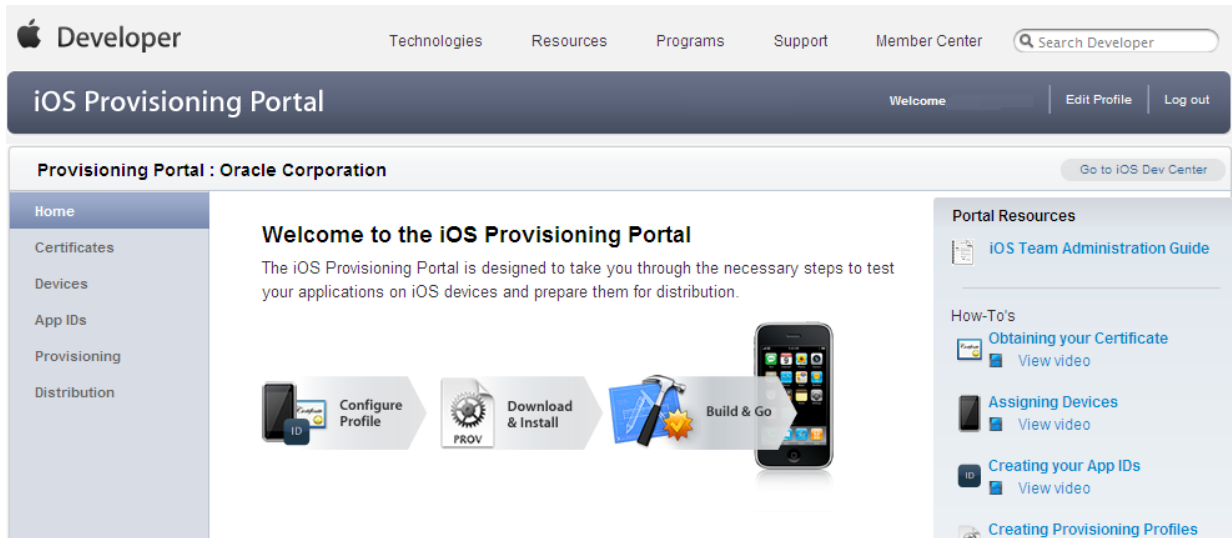 Developer
Technologies
Resources
Programs
Support
Member Center
Search Developer
iOS Provisioning Portal
Welcome
Edit Profile
Log out
Provisioning Portal : Oracle Corporation
Go to iOS Dev Center
Home
Certificates
Devices
App IDs
Provisioning
Distribution
Welcome to the iOS Provisioning Portal
The iOS Provisioning Portal is designed to take you through the necessary steps to test
your applications on iOS devices and prepare them for distribution.
ID
Configure
Profile
PROV
Download
& Install
Build & Go
Portal Resources
iOS Team Administration Guide
How-To's
Obtaining your Certificate
View video
Assigning Devices
View video
ID
Creating your App IDs
View video
Creating Provisioning Profiles